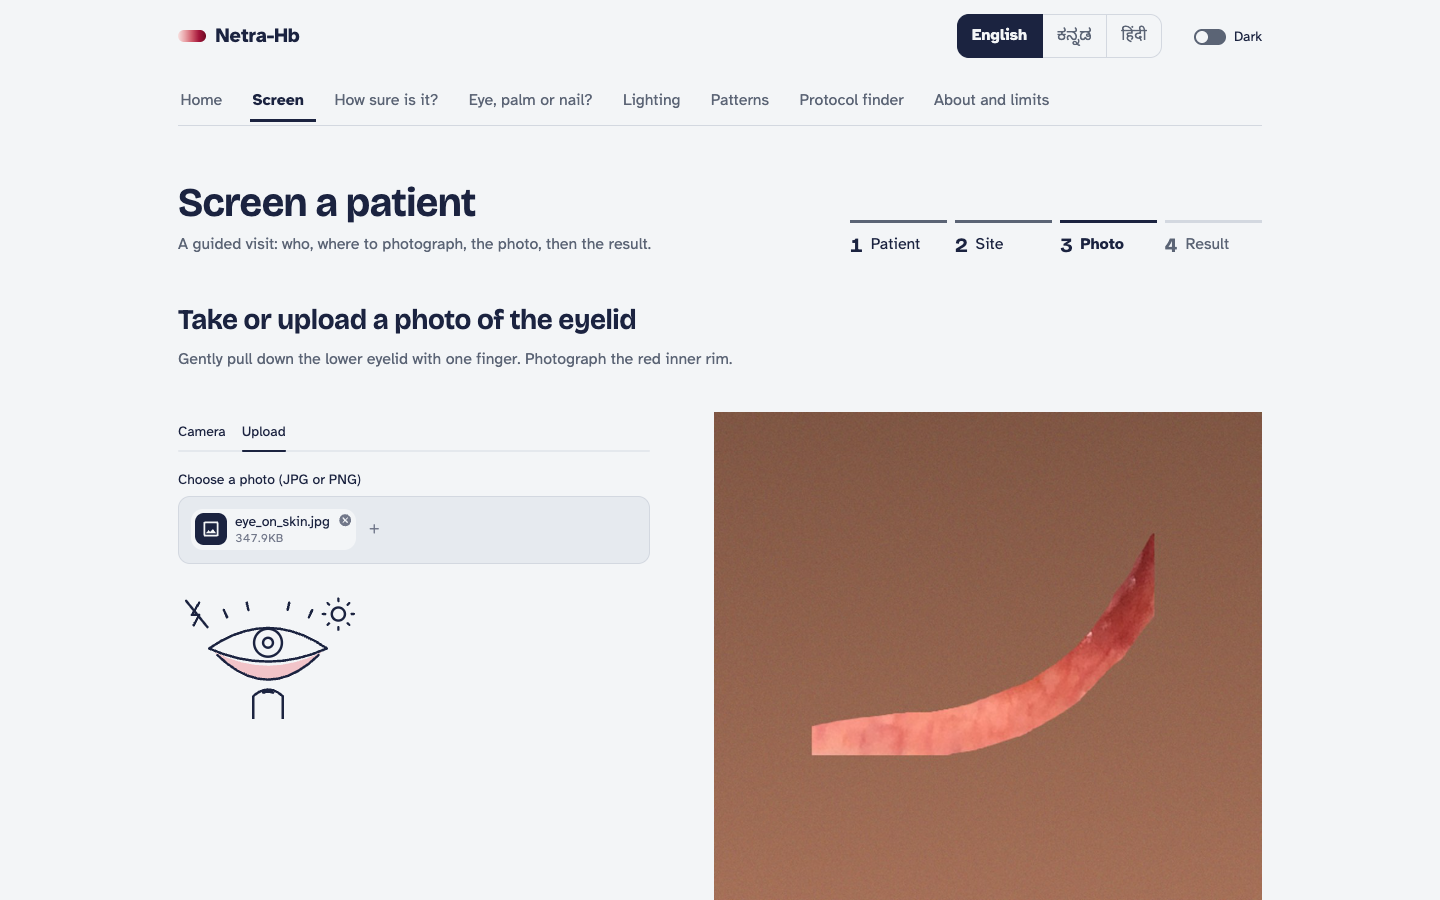 Netra-Hb
English
ಕನ್ನಡ
हिंदी
Dark
Home
Screen
How sure is it?
Eye, palm or nail?
Lighting
Patterns
Protocol finder
About and limits
Screen a patient
A guided visit: who, where to photograph, the photo, then the result.
1 Patient
2 Site
3 Photo
4 Result
Take or upload a photo of the eyelid
Gently pull down the lower eyelid with one finger. Photograph the red inner rim.
Camera
Upload
Choose a photo (JPG or PNG)
eye_on_skin.jpg
347.9KB